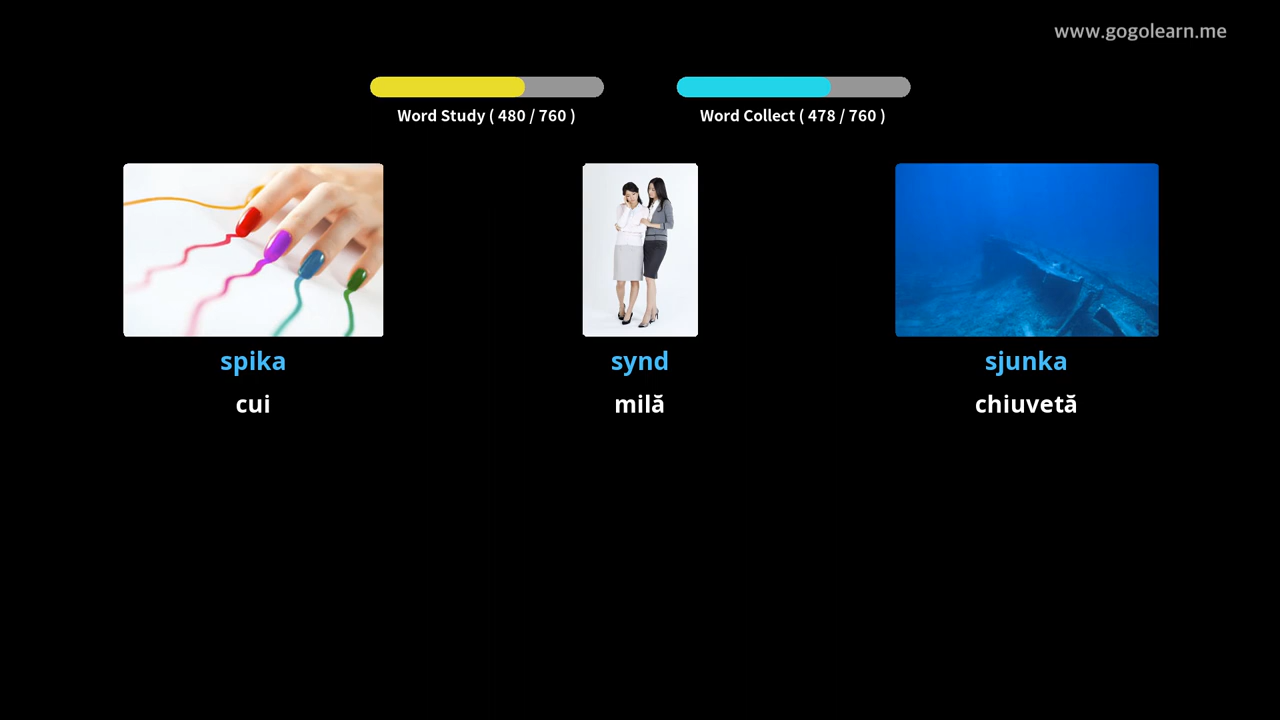 www.gogolearn.me
Word Study ( 480 / 760 )
Word Collect ( 478 / 760 )
spika
synd
sjunka
cui
milă
chiuvetă